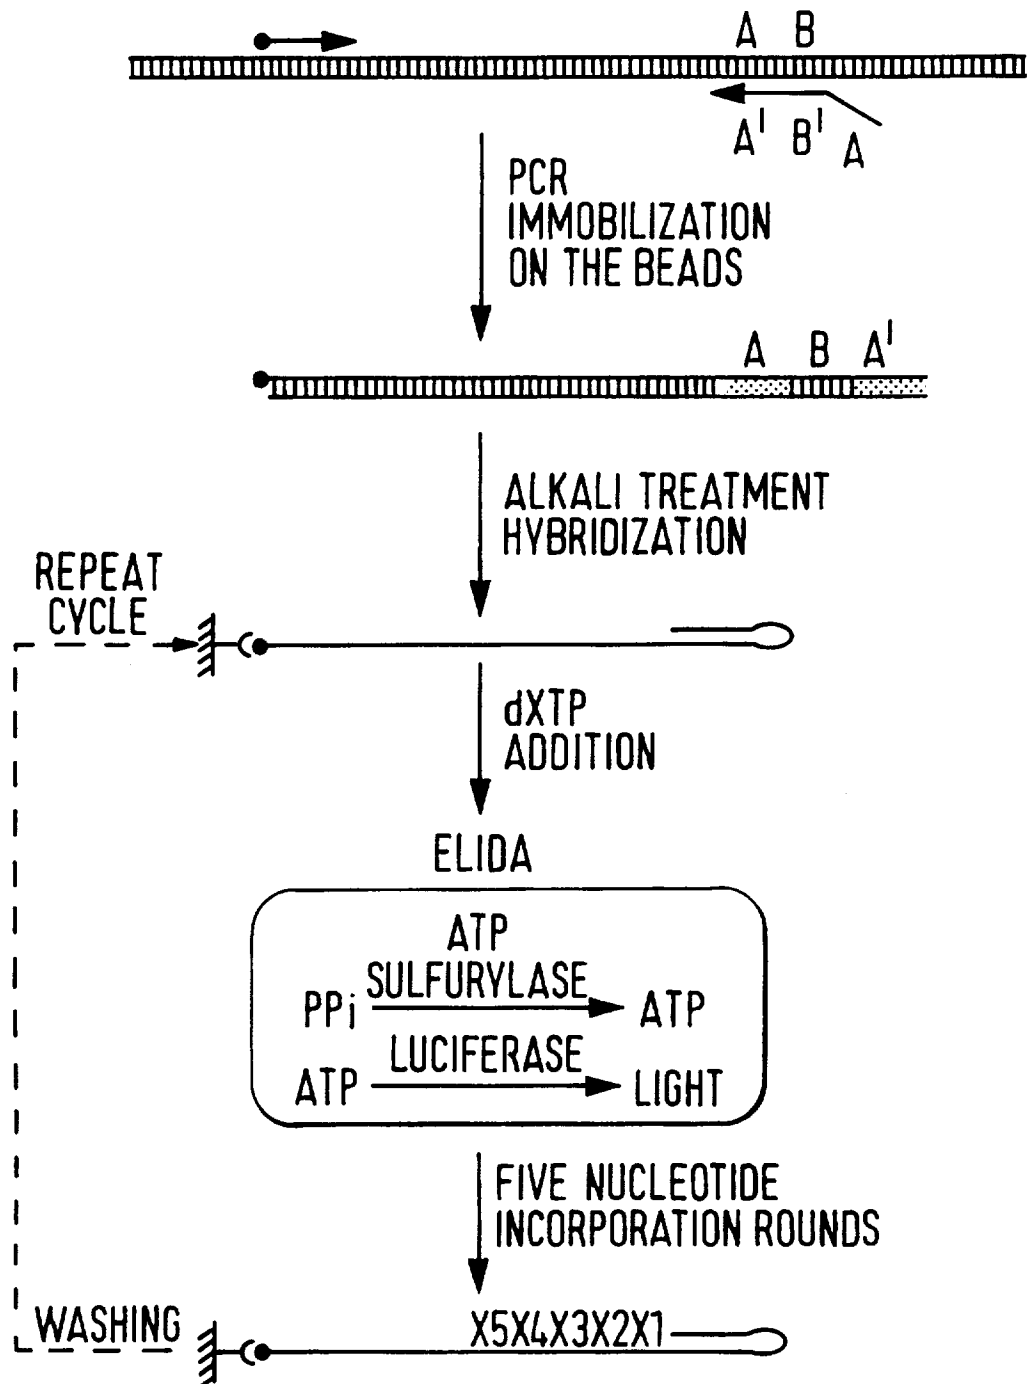 A B
A' B' A
PCR
IMMOBILIZATION
ON THE BEADS
A B A'
ALKALI TREATMENT
HYBRIDIZATION
REPEAT
CYCLE
dXTP
ADDITION
ELIDA
ATP
SULFURYLASE
PPi ATP
LUCIFERASE
ATP LIGHT
FIVE NUCLEOTIDE
INCORPORATION ROUNDS
WASHING
X5X4X3X2X1